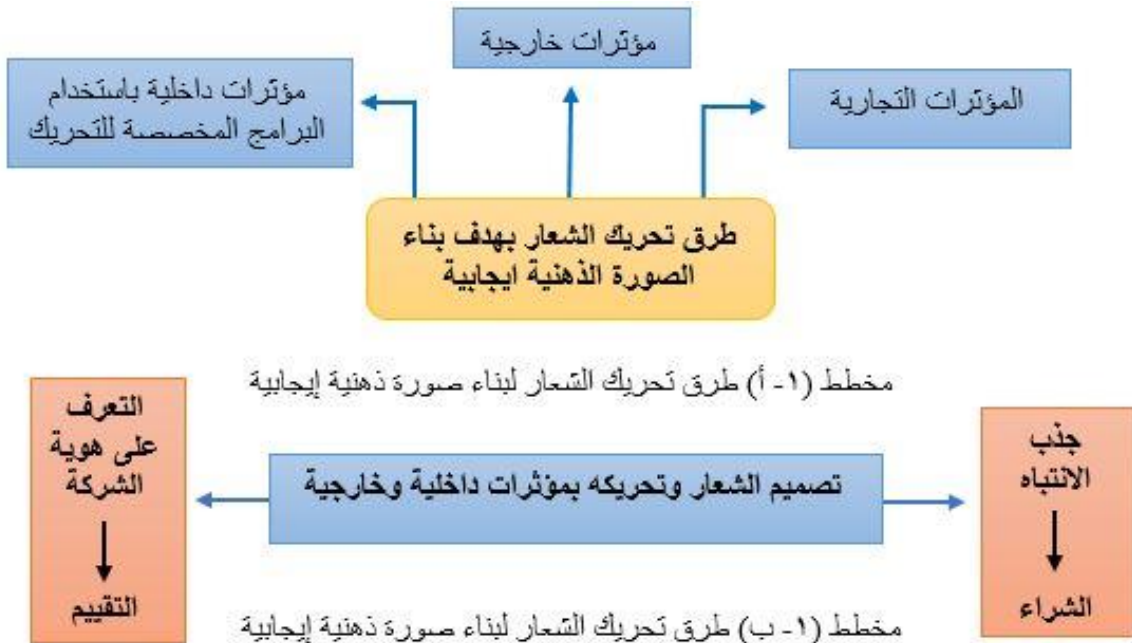 مؤثرات خارجية
المؤثرات التجارية
مؤثرات داخلية باستخدام
البرامج المخصصة للتحريك
طرق تحريك الشعار بهدف بناء
الصورة الذهنية ايجابية
مخطط (١- أ) طرق تحريك الشعار لبناء صورة ذهنية إيجابية
جذب
الانتباه
الشراء
تصميم الشعار وتحريكه بمؤثرات داخلية وخارجية
التعرف
على هوية
الشركة
التقييم
مخطط (١- ب) طرق تحريك الشعار لبناء صورة ذهنية إيجابية